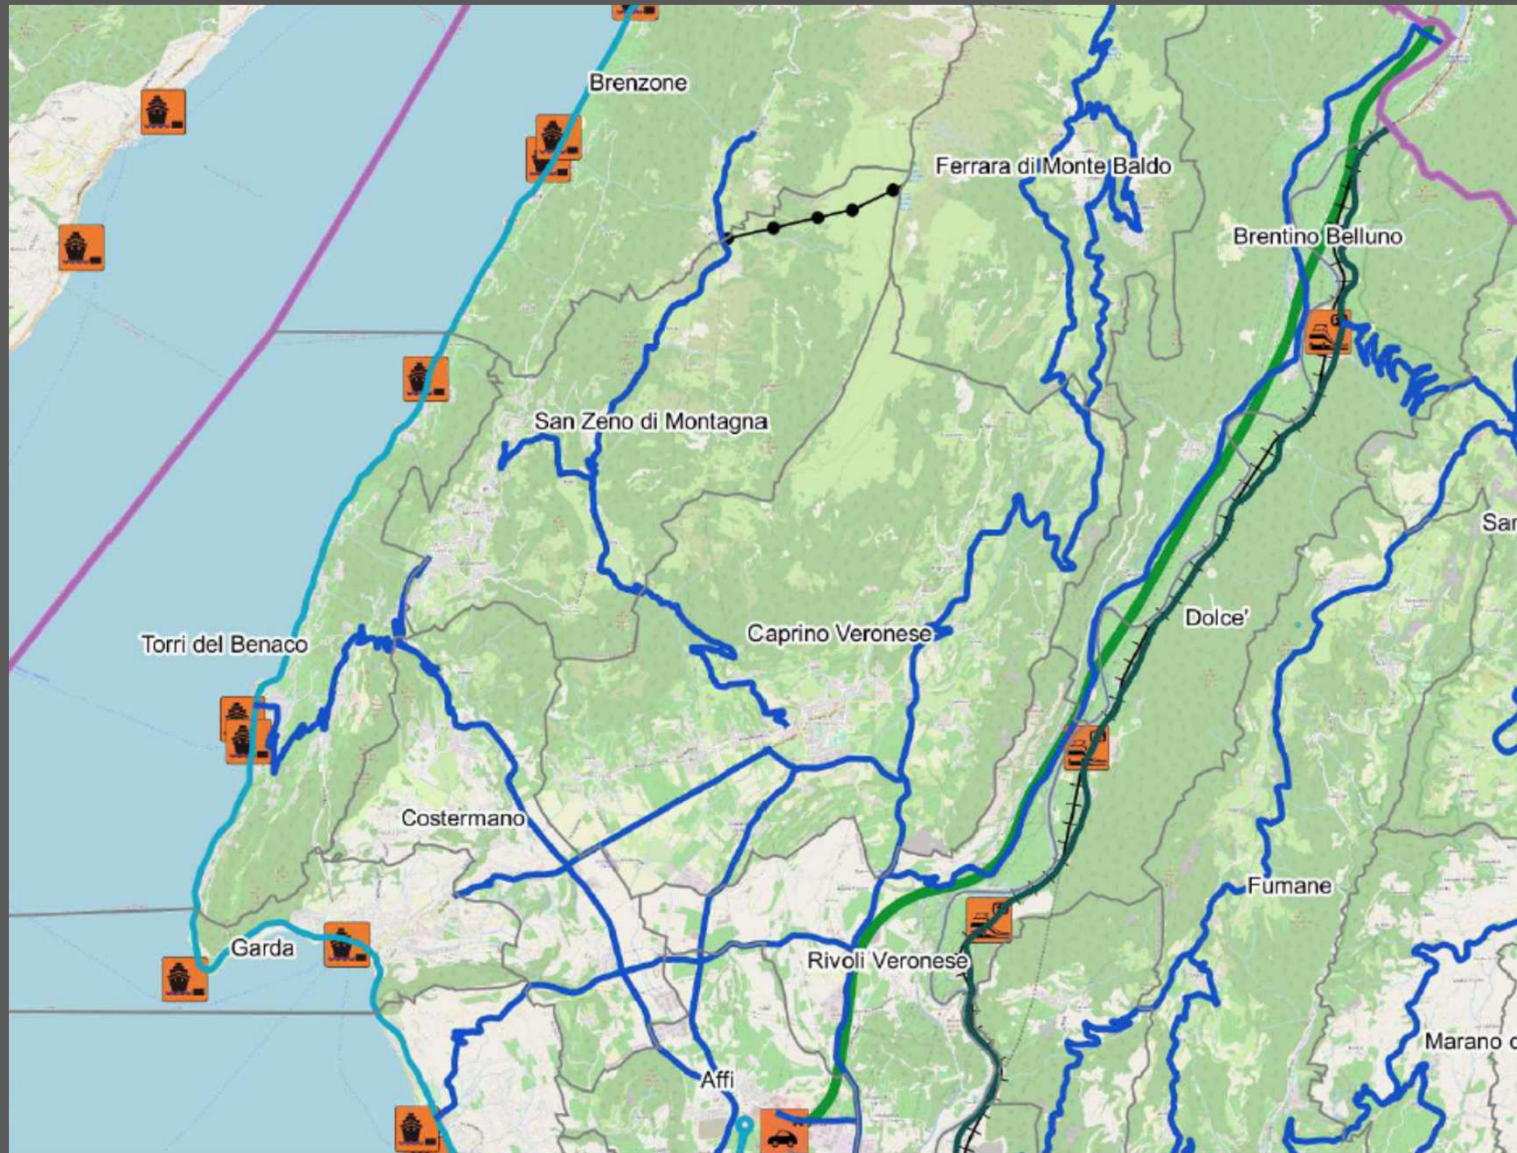 Brenzone
Ferrara di Monte Baldo
Brentino Belluno
San Zeno di Montagna
Dolce'
Torri del Benaco
Caprino Veronese
Costermano
Fumane
Garda
Rivoli Veronese
Affi